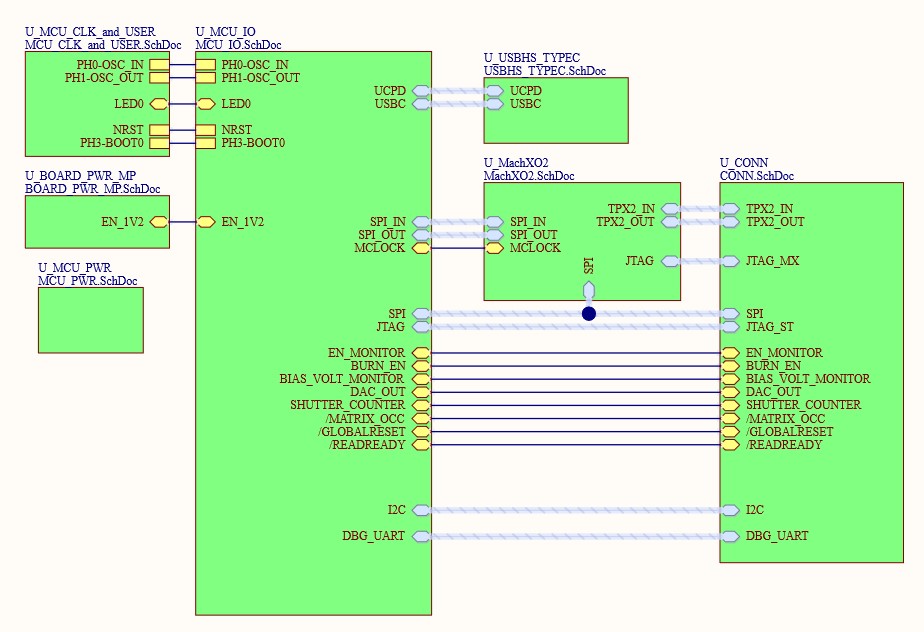 U_MCU_CLK_and_USER
MCU_CLK_and_USER.SchDoc
PH0-OSC_IN
PH1-OSC_OUT
LED0
NRST
PH3-BOOT0
U_BOARD_PWR_MP
BOARD_PWR_MP.SchDoc
EN_1V2
U_MCU_PWR
MCU_PWR.SchDoc
U_MCU_IO
MCU_IO.SchDoc
PH0-OSC_IN
PH1-OSC_OUT
LED0
NRST
PH3-BOOT0
EN_1V2
UCPD
USBC
SPI_IN
SPI_OUT
MCLOCK
SPI
JTAG
EN_MONITOR
BURN_EN
BIAS_VOLT_MONITOR
DAC_OUT
SHUTTER_COUNTER
/MATRIX_OCC
/GLOBALRESET
/READREADY
I2C
DBG_UART
U_USBHS_TYPEC
USBHS_TYPEC.SchDoc
UCPD
USBC
U_MachXO2
MachXO2.SchDoc
SPI_IN
SPI_OUT
MCLOCK
TPX2_IN
TPX2_OUT
JTAG
SPI
U_CONN
CONN.SchDoc
TPX2_IN
TPX2_OUT
JTAG_MX
SPI
JTAG_ST
EN_MONITOR
BURN_EN
BIAS_VOLT_MONITOR
DAC_OUT
SHUTTER_COUNTER
/MATRIX_OCC
/GLOBALRESET
/READREADY
I2C
DBG_UART